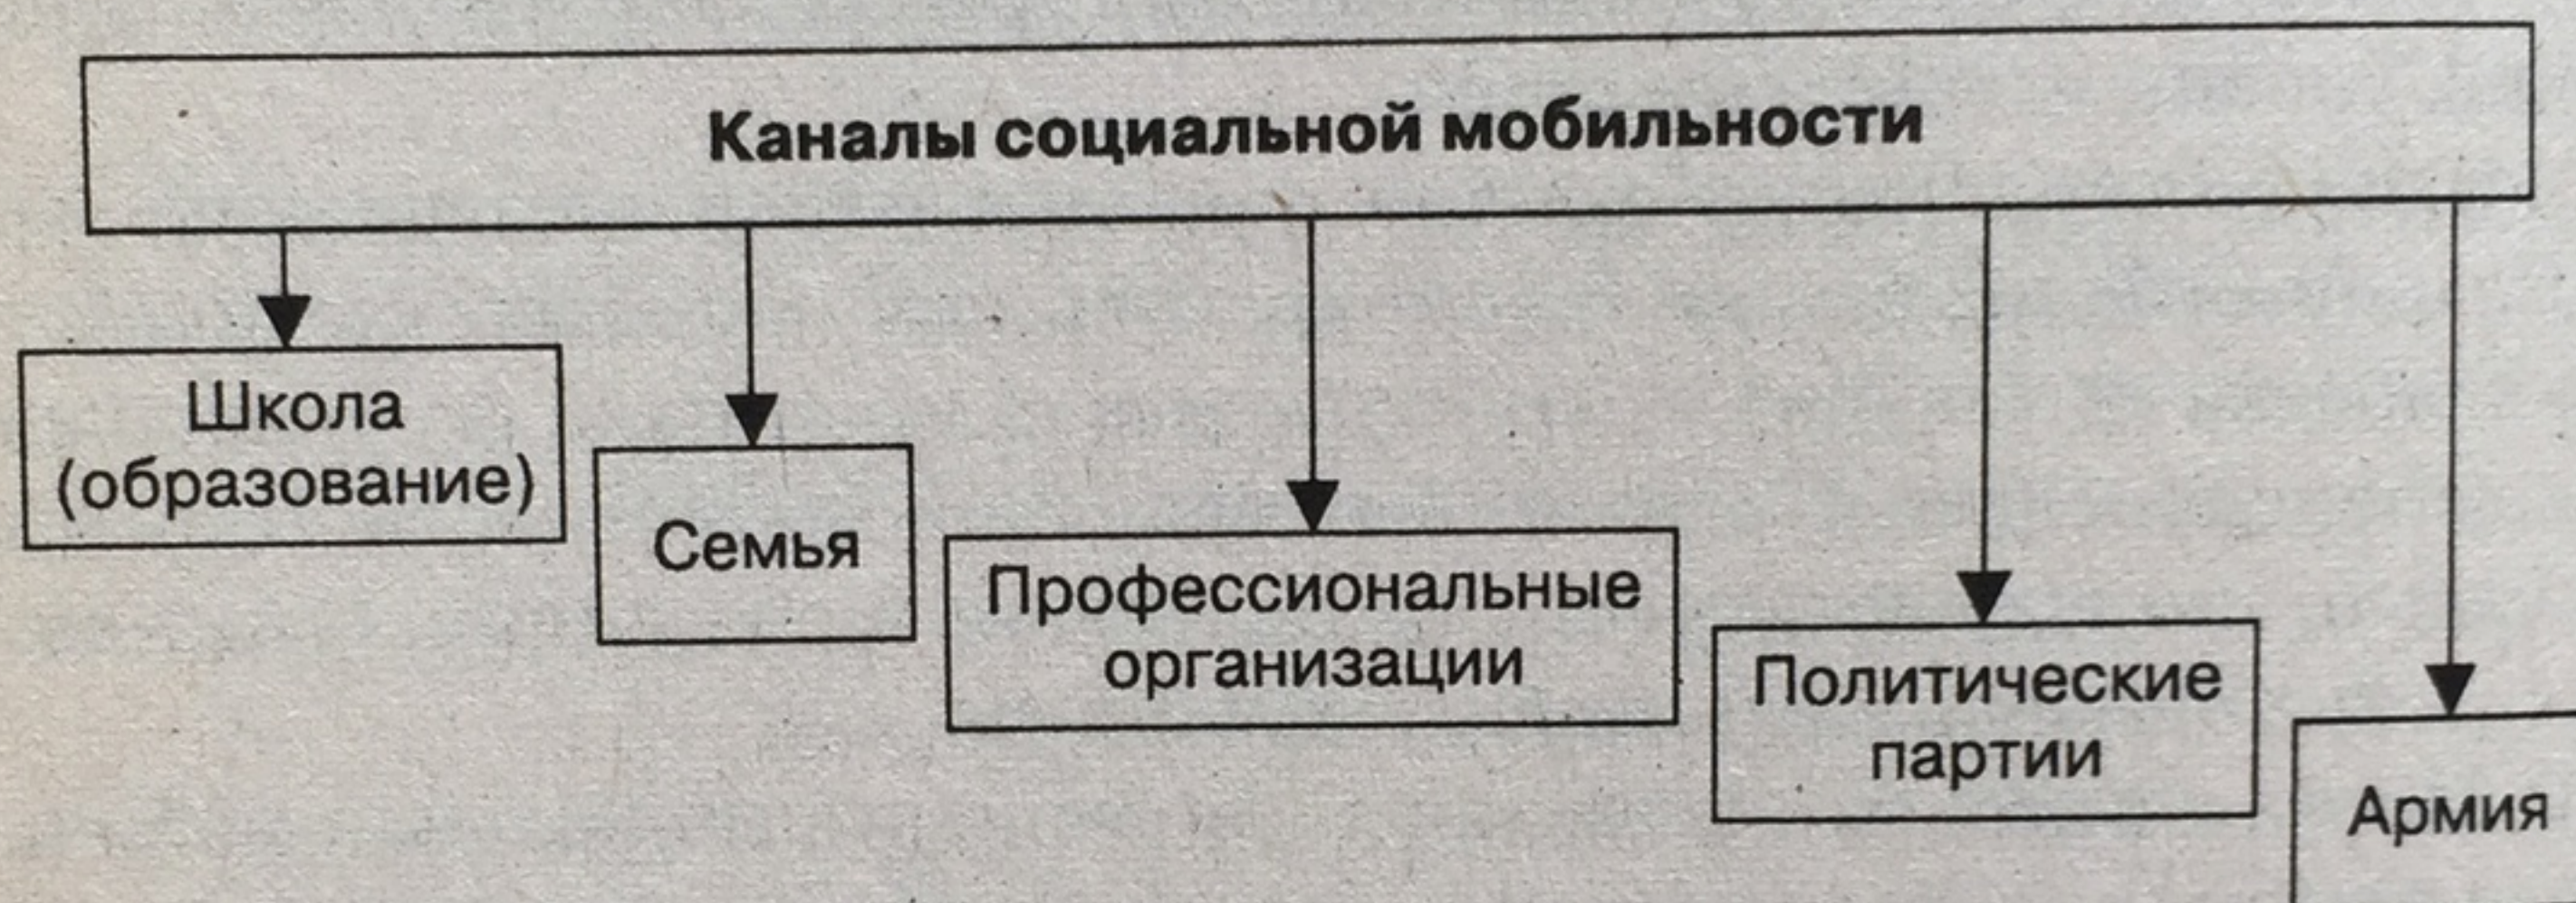 Каналы социальной мобильности
Школа
(образование)
Семья
Профессиональные
организации
Политические
партии
Армия